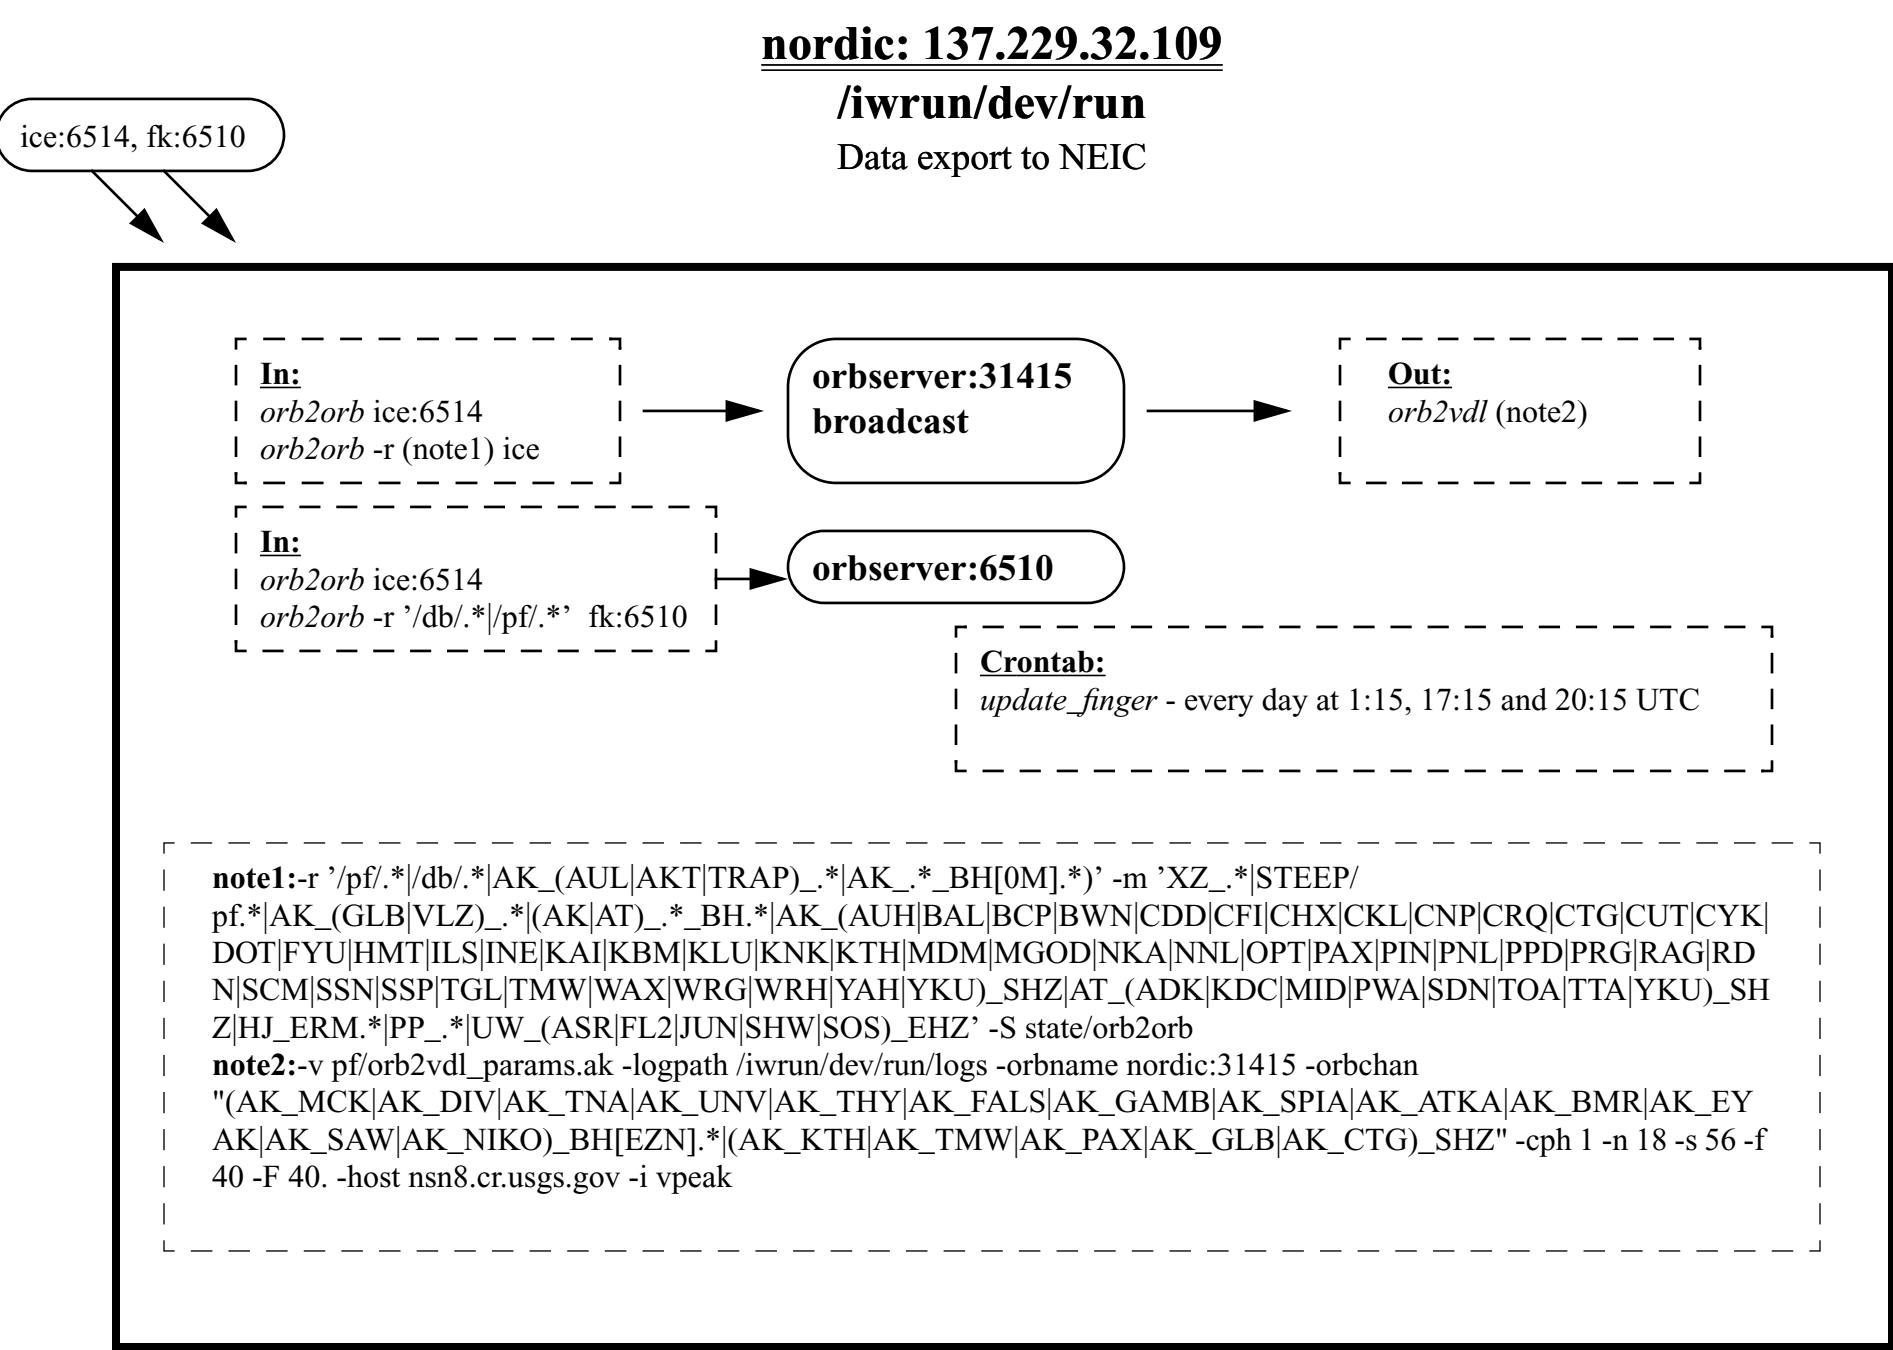 nordic: 137.229.32.109
/iwrun/dev/run
Data export to NEIC
ice:6514, fk:6510
In:
orb2orb ice:6514
orb2orb -r (note1) ice
orbserver:31415
broadcast
Out:
orb2vdl (note2)
In:
orb2orb ice:6514
orb2orb -r ’/db/.*|/pf/.*’ fk:6510
orbserver:6510
Crontab:
update_finger - every day at 1:15, 17:15 and 20:15 UTC
note1:-r ’/pf/.*|/db/.*|AK_(AUL|AKT|TRAP)_.*|AK_.*_BH[0M].*)’ -m ’XZ_.*|STEEP/
pf.*|AK_(GLB|VLZ)_.*|(AK|AT)_.*_BH.*|AK_(AUH|BAL|BCP|BWN|CDD|CFI|CHX|CKL|CNP|CRQ|CTG|CUT|CYK|
DOT|FYU|HMT|ILS|INE|KAI|KBM|KLU|KNK|KTH|MDM|MGOD|NKA|NNL|OPT|PAX|PIN|PNL|PPD|PRG|RAG|RD
N|SCM|SSN|SSP|TGL|TMW|WAX|WRG|WRH|YAH|YKU)_SHZ|AT_(ADK|KDC|MID|PWA|SDN|TOA|TTA|YKU)_SH
Z|HJ_ERM.*|PP_.*|UW_(ASR|FL2|JUN|SHW|SOS)_EHZ’ -S state/orb2orb
note2:-v pf/orb2vdl_params.ak -logpath /iwrun/dev/run/logs -orbname nordic:31415 -orbchan
"(AK_MCK|AK_DIV|AK_TNA|AK_UNV|AK_THY|AK_FALS|AK_GAMB|AK_SPIA|AK_ATKA|AK_BMR|AK_EY
AK|AK_SAW|AK_NIKO)_BH[EZN].*|(AK_KTH|AK_TMW|AK_PAX|AK_GLB|AK_CTG)_SHZ" -cph 1 -n 18 -s 56 -f
40 -F 40. -host nsn8.cr.usgs.gov -i vpeak